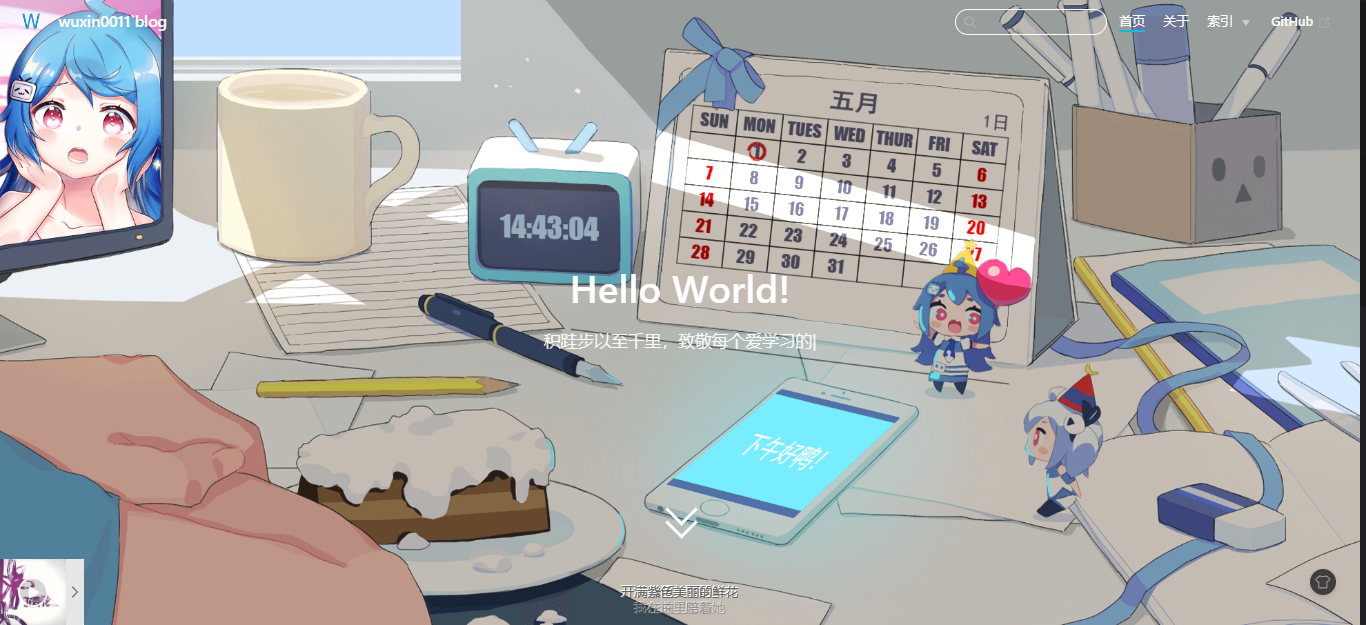 W wuxin0011`blog
首页 关于 索引 GitHub
五月
1日
SUN MON TUES WED THUR FRI SAT
1 2 3 4 5 6
7 8 9 10 11 12 13
14 15 16 17 18 19 20
21 22 23 24 25 26 27
28 29 30 31
14:43:04
Hello World!
积跬步以至千里，致敬每个爱学习的|
下午好鸭!
开满紫色美丽的鲜花
我在这里陪着她